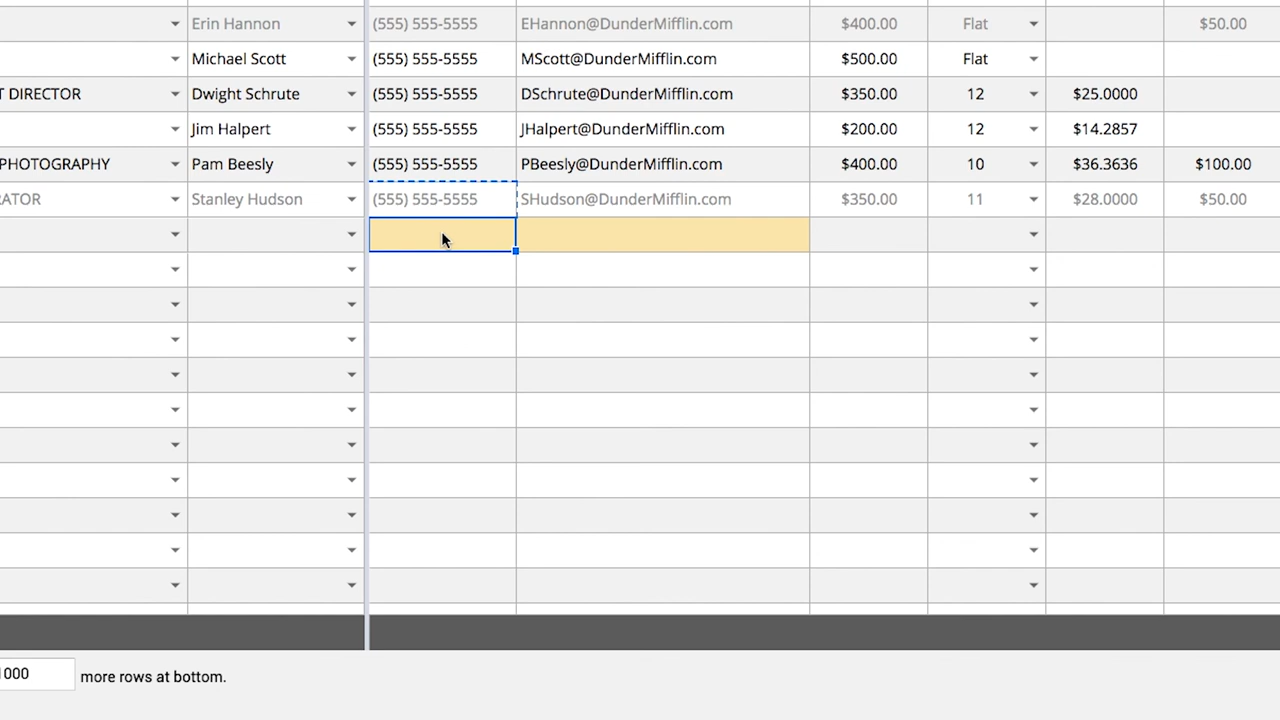 Erin Hannon (555) 555-5555 EHannon@DunderMifflin.com $400.00 Flat $50.00
Michael Scott (555) 555-5555 MScott@DunderMifflin.com $500.00 Flat
T DIRECTOR Dwight Schrute (555) 555-5555 DSchrute@DunderMifflin.com $350.00 12 $25.0000
Jim Halpert (555) 555-5555 JHalpert@DunderMifflin.com $200.00 12 $14.2857
PHOTOGRAPHY Pam Beesly (555) 555-5555 PBeesly@DunderMifflin.com $400.00 10 $36.3636 $100.00
RATOR Stanley Hudson (555) 555-5555 SHudson@DunderMifflin.com $350.00 11 $28.0000 $50.00
1000 more rows at bottom.